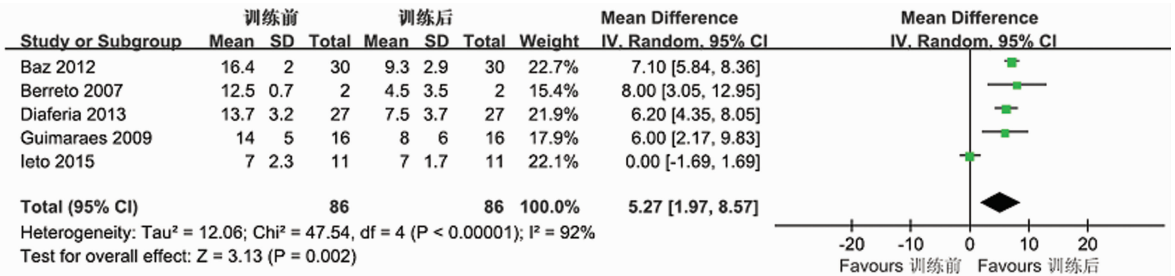 训练前 训练后 Mean Difference Mean Difference
Study or Subgroup Mean SD Total Mean SD Total Weight IV. Random. 95% CI IV. Random. 95% CI
Baz 2012 16.4 2 30 9.3 2.9 30 22.7% 7.10 [5.84, 8.36]
Berreto 2007 12.5 0.7 2 4.5 3.5 2 15.4% 8.00 [3.05, 12.95]
Diaferia 2013 13.7 3.2 27 7.5 3.7 27 21.9% 6.20 [4.35, 8.05]
Guimaraes 2009 14 5 16 8 6 16 17.9% 6.00 [2.17, 9.83]
Ieto 2015 7 2.3 11 7 1.7 11 22.1% 0.00 [-1.69, 1.69]
Total (95% CI) 86 86 100.0% 5.27 [1.97, 8.57]
Heterogeneity: Tau² = 12.06; Chi² = 47.54, df = 4 (P < 0.00001); I² = 92%
Test for overall effect: Z = 3.13 (P = 0.002)
-20 -10 0 10 20
Favours 训练前 Favours 训练后